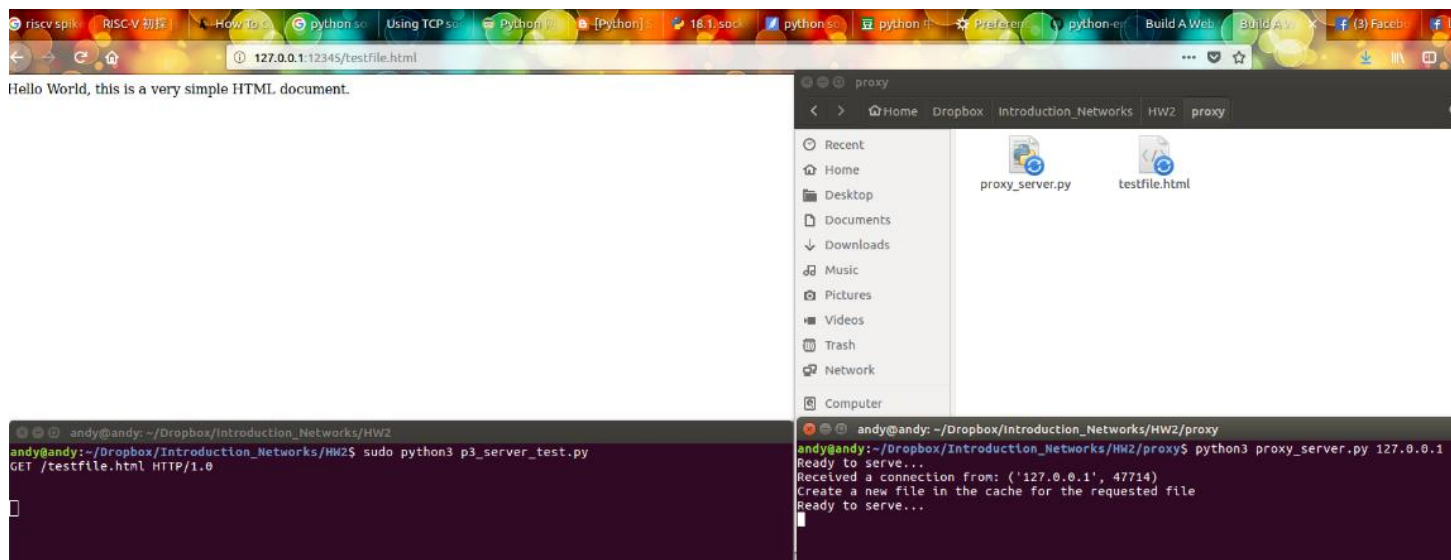 riscv spik
RISC-V 初探
How To
python so
Using TCP so
Python
[Python] S
18.1. sock
python so
python
Preferenc
python-er
Build A Web
Build A
(3) Facebo
127.0.0.1:12345/testfile.html
Hello World, this is a very simple HTML document.
proxy
Home Dropbox Introduction_Networks HW2 proxy
Recent
Home
Desktop
Documents
Downloads
Music
Pictures
Videos
Trash
Network
Computer
proxy_server.py testfile.html
andy@andy: ~/Dropbox/Introduction_Networks/HW2
andy@andy:~/Dropbox/Introduction_Networks/HW2$ sudo python3 p3_server_test.py
GET /testfile.html HTTP/1.0
andy@andy: ~/Dropbox/Introduction_Networks/HW2/proxy
andy@andy:~/Dropbox/Introduction_Networks/HW2/proxy$ python3 proxy_server.py 127.0.0.1
Ready to serve...
Received a connection from: ('127.0.0.1', 47714)
Create a new file in the cache for the requested file
Ready to serve...